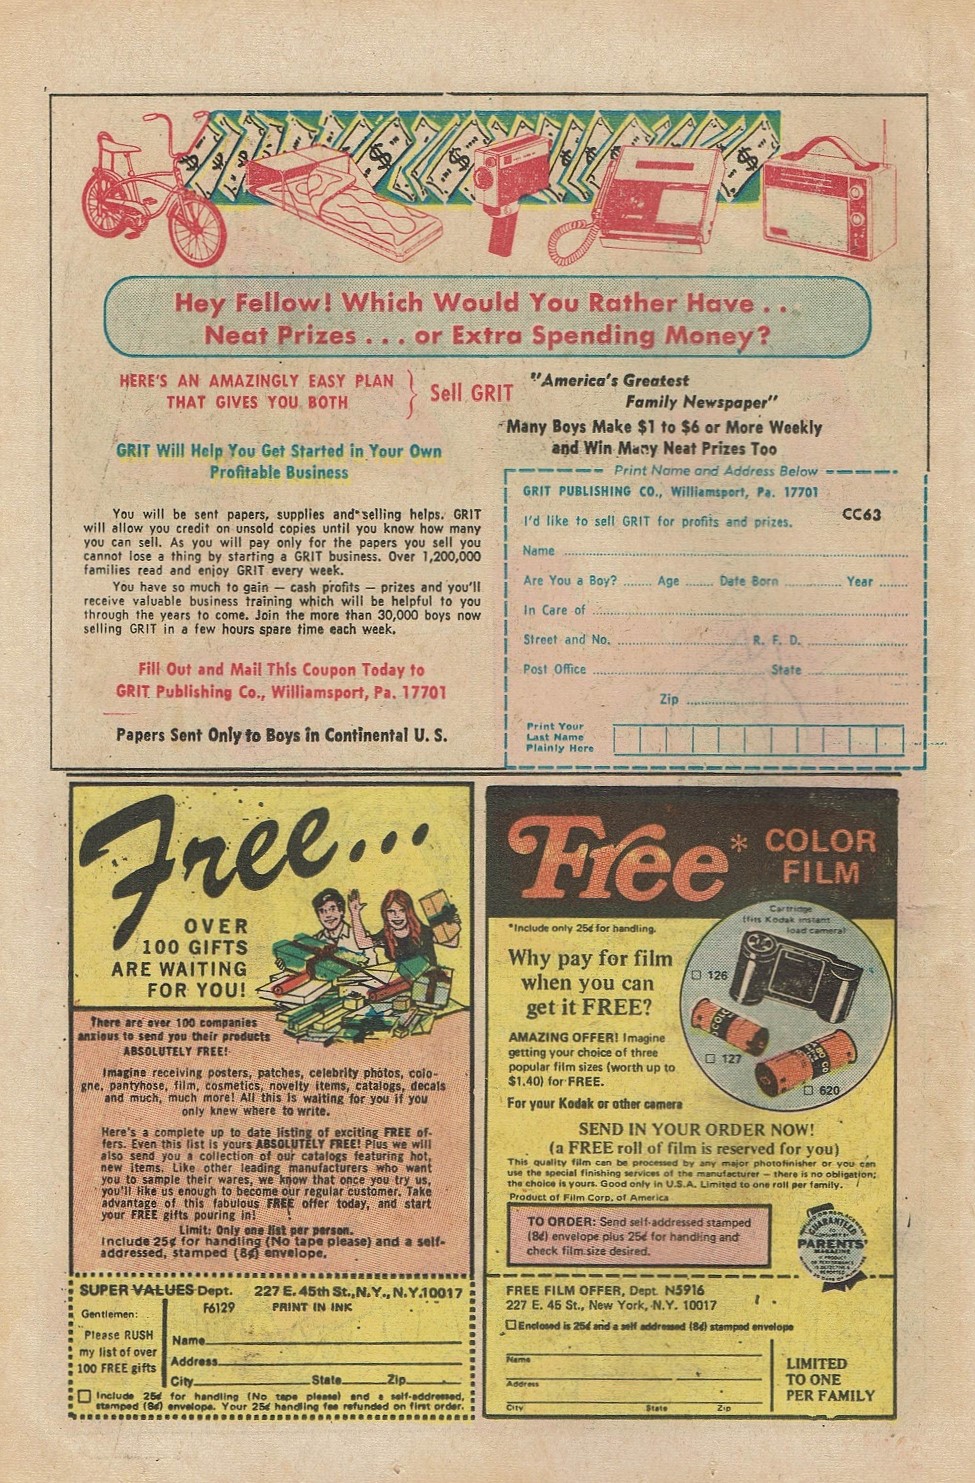 Hey Fellow! Which Would You Rather Have . .
Neat Prizes . . . or Extra Spending Money?
HERE'S AN AMAZINGLY EASY PLAN
THAT GIVES YOU BOTH
Sell GRIT
"America's Greatest
Family Newspaper"
Many Boys Make $1 to $6 or More Weekly
and Win Many Neat Prizes Too
GRIT Will Help You Get Started in Your Own
Profitable Business
You will be sent papers, supplies and selling helps. GRIT
will allow you credit on unsold copies until you know how many
you can sell. As you will pay only for the papers you sell you
cannot lose a thing by starting a GRIT business. Over 1,200,000
families read and enjoy GRIT every week.
You have so much to gain — cash profits — prizes and you'll
receive valuable business training which will be helpful to you
through the years to come. Join the more than 30,000 boys now
selling GRIT in a few hours spare time each week.
Fill Out and Mail This Coupon Today to
GRIT Publishing Co., Williamsport, Pa. 17701
Papers Sent Only to Boys in Continental U. S.
Print Name and Address Below
GRIT PUBLISHING CO., Williamsport, Pa. 17701
I'd like to sell GRIT for profits and prizes. CC63
Name
Are You a Boy? Age Date Born Year
In Care of
Street and No. R. F. D.
Post Office State
Zip
Print Your
Last Name
Plainly Here
Free...
OVER
100 GIFTS
ARE WAITING
FOR YOU!
There are over 100 companies
anxious to send you their products
ABSOLUTELY FREE!
Imagine receiving posters, patches, celebrity photos, colo-
gne, pantyhose, film, cosmetics, novelty items, catalogs, decals
and much, much more! All this is waiting for you if you
only knew where to write.
Here's a complete up to date listing of exciting FREE of-
fers. Even this list is yours ABSOLUTELY FREE! Plus we will
also send you a collection of our catalogs featuring hot,
new items. Like other leading manufacturers who want
you to sample their wares, we know that once you try us,
you'll like us enough to become our regular customer. Take
advantage of this fabulous FREE offer today, and start
your FREE gifts pouring in!
Limit: Only one list per person.
Include 25¢ for handling (No tape please) and a self-
addressed, stamped (8¢) envelope.
SUPER VALUES Dept. 227 E. 45th St., N.Y., N.Y. 10017
F6129 PRINT IN INK
Gentlemen:
Please RUSH
my list of over
100 FREE gifts
Name
Address
City State Zip
Include 25¢ for handling (No tape please) and a self-addressed,
stamped (8¢) envelope. Your 25¢ handling fee refunded on first order.
Free* COLOR
FILM
*Include only 25¢ for handling.
Why pay for film
when you can
get it FREE?
AMAZING OFFER! Imagine
getting your choice of three
popular film sizes (worth up to
$1.40) for FREE.
For your Kodak or other camera
Cartridge
(fits Kodak instant
load camera)
126
127
620
SEND IN YOUR ORDER NOW!
(a FREE roll of film is reserved for you)
This quality film can be processed by any major photofinisher or you can
use the special finishing services of the manufacturer – there is no obligation;
the choice is yours. Good only in U.S.A. Limited to one roll per family.
Product of Film Corp. of America
TO ORDER: Send self-addressed stamped
(8¢) envelope plus 25¢ for handling and
check film size desired.
GUARANTEED
PARENTS'
MAGAZINE
FREE FILM OFFER, Dept. N5916
227 E. 45 St., New York, N.Y. 10017
Enclosed is 25¢ and a self addressed (8¢) stamped envelope
Name
Address
City State Zip
LIMITED
TO ONE
PER FAMILY